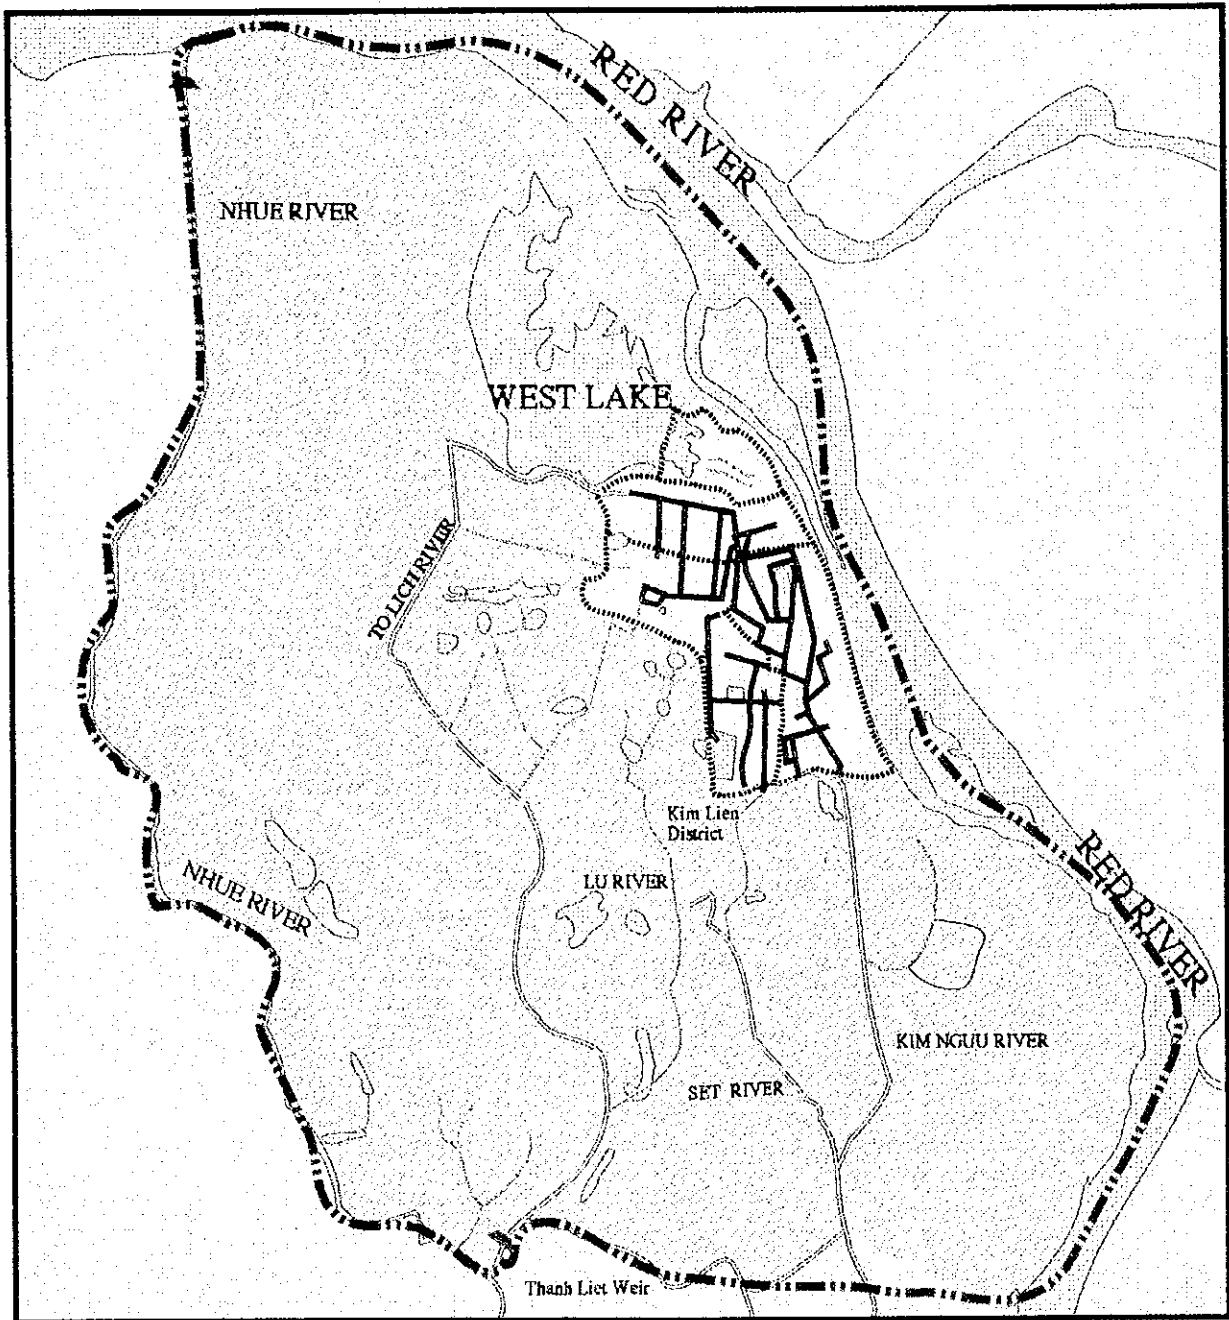 RED RIVER
NHUE RIVER
WEST LAKE
TO LICH RIVER
Kim Lien
District
NHUE RIVER
LU RIVER
RED RIVER
KIM NGUU RIVER
SET RIVER
Thanh Liet Weir